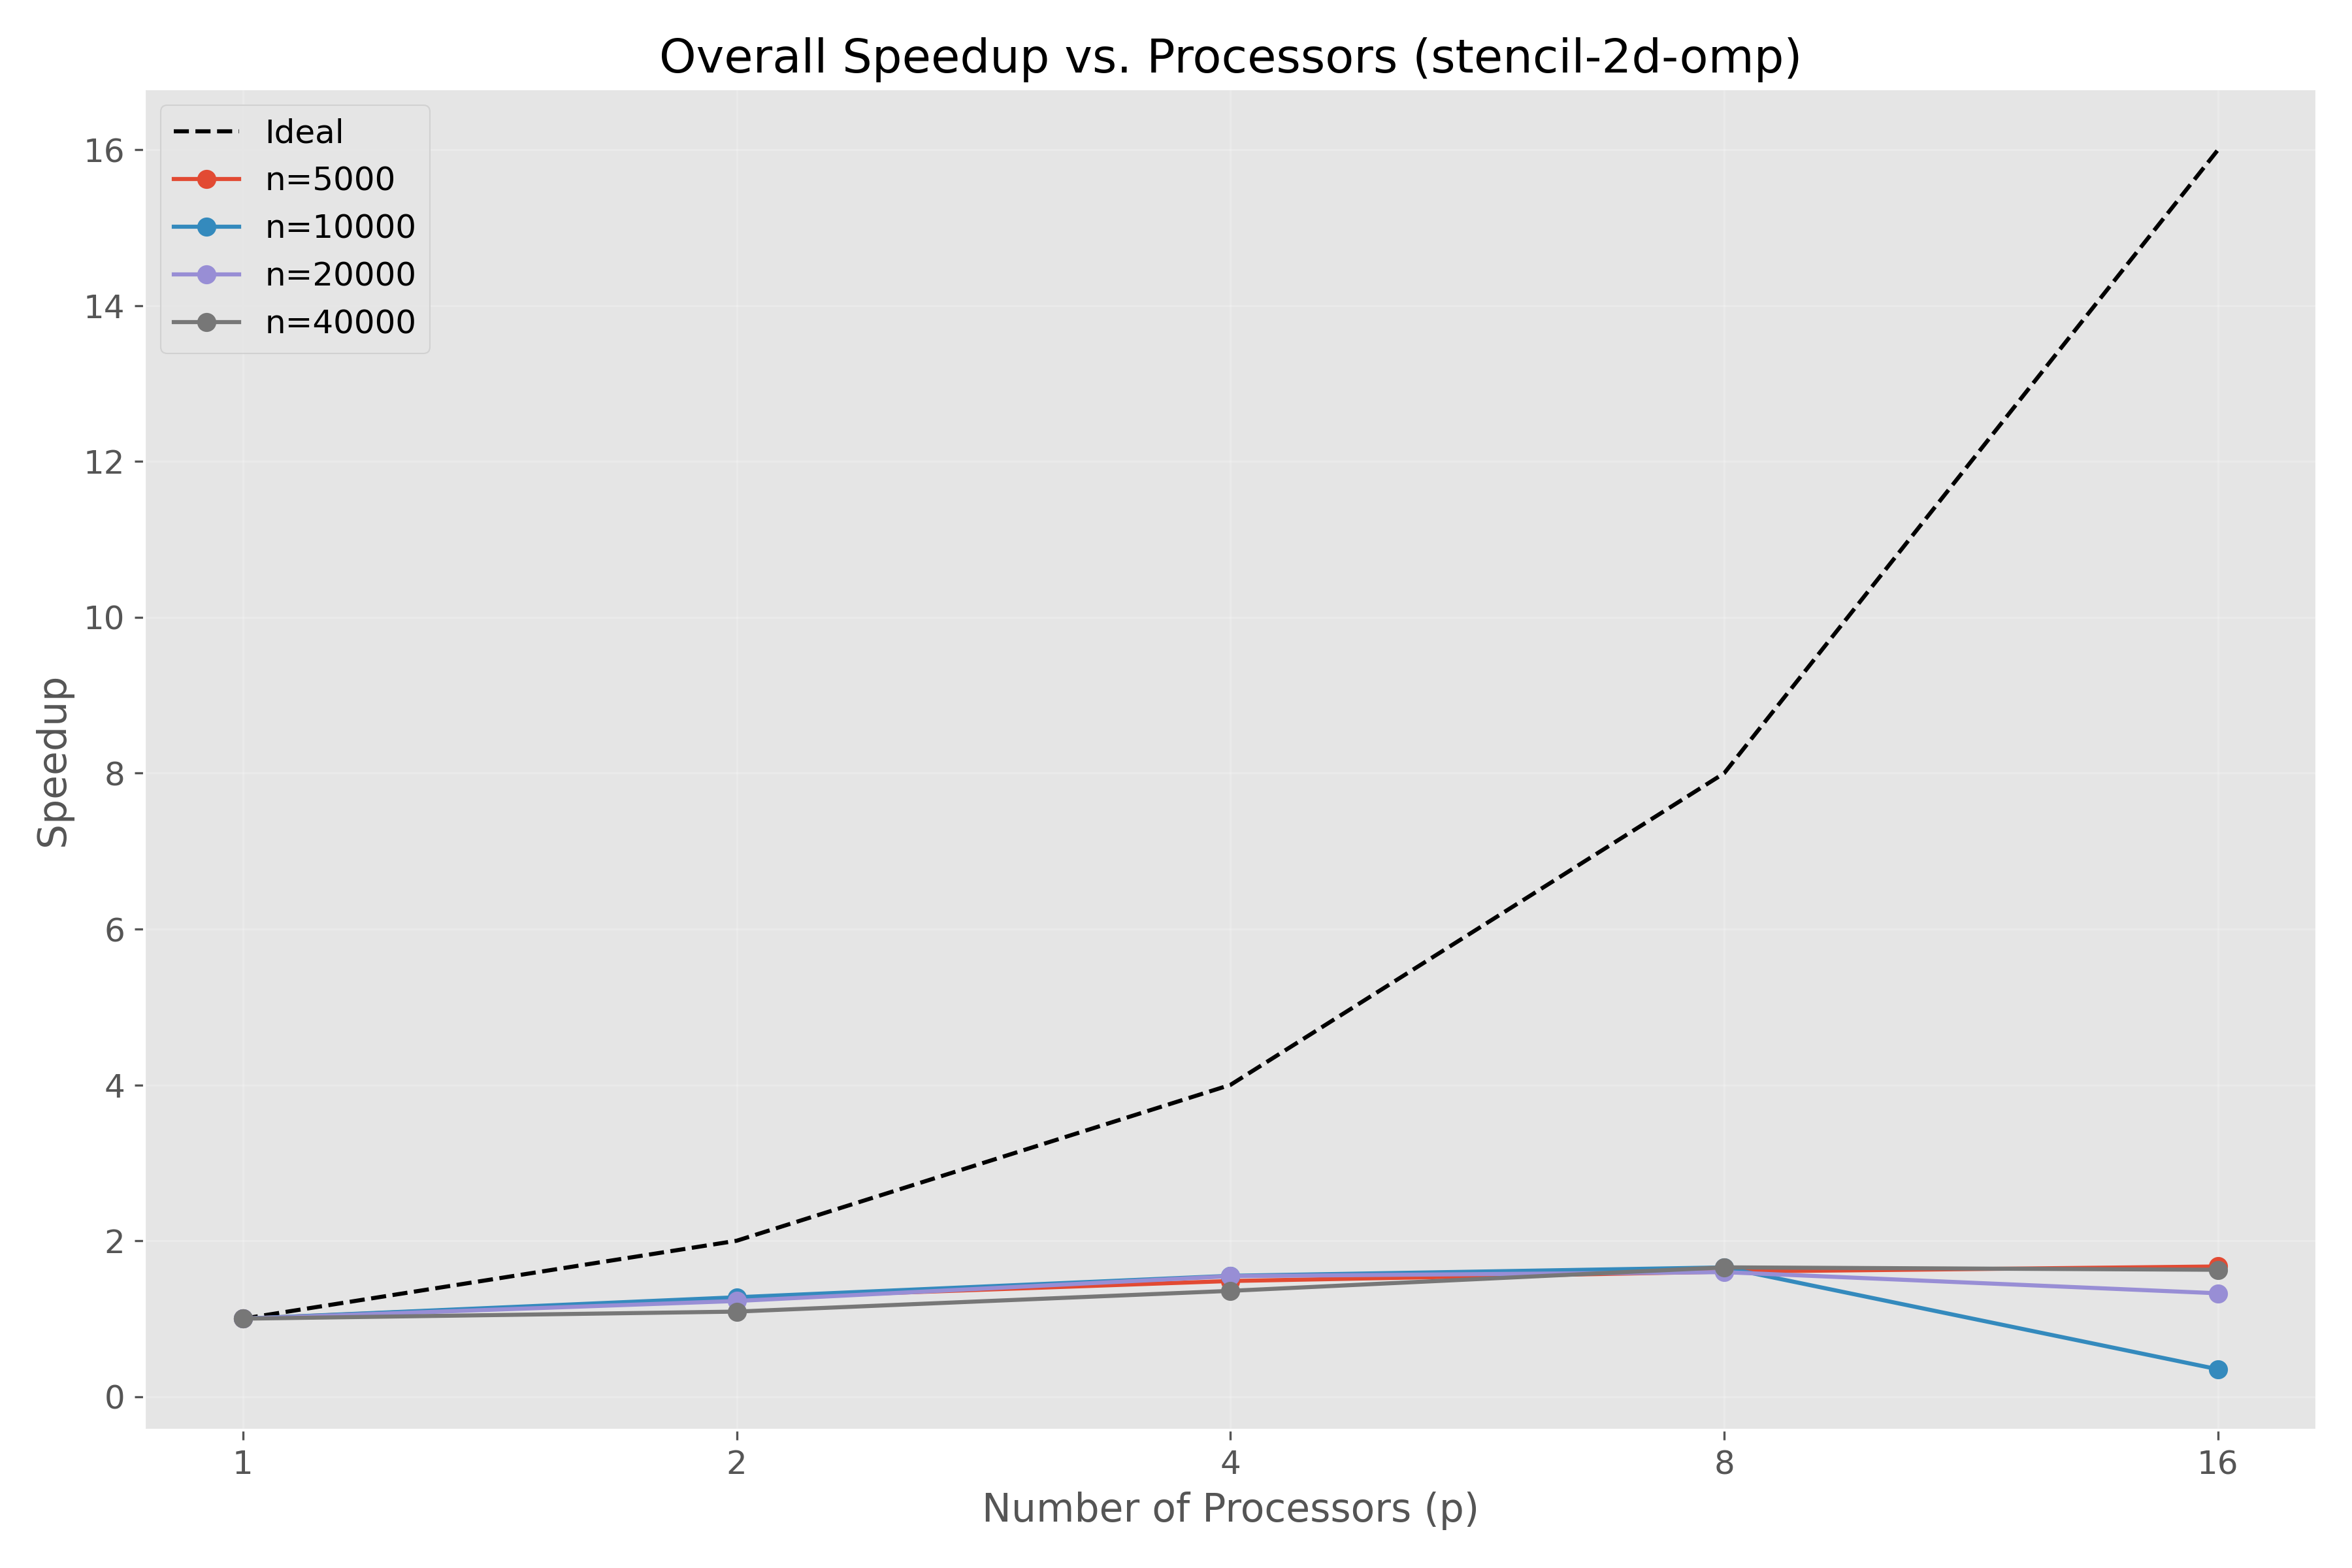 Overall Speedup vs. Processors (stencil-2d-omp)
Ideal
n=5000
n=10000
n=20000
n=40000
16
14
12
10
8
6
4
2
0
Speedup
1 2 4 8 16
Number of Processors (p)